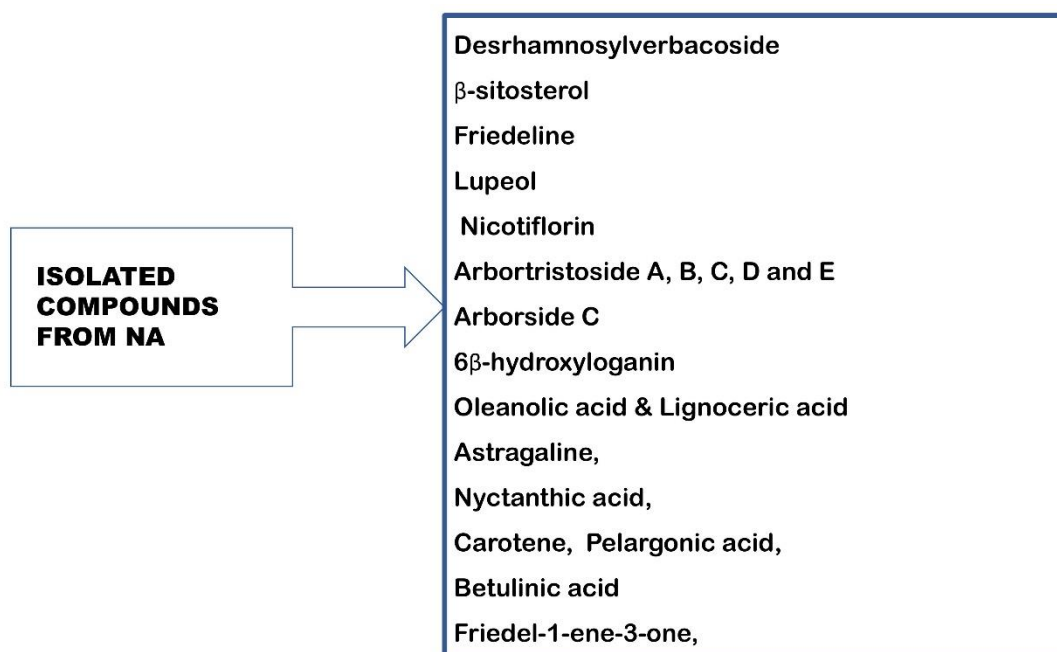 ISOLATED
COMPOUNDS
FROM NA
Desrhamnosylverbacoside
β-sitosterol
Friedeline
Lupeol
Nicotiflorin
Arbortristoside A, B, C, D and E
Arborside C
6β-hydroxyloganin
Oleanolic acid & Lignoceric acid
Astragaline,
Nyctanthic acid,
Carotene, Pelargonic acid,
Betulinic acid
Friedel-1-ene-3-one,